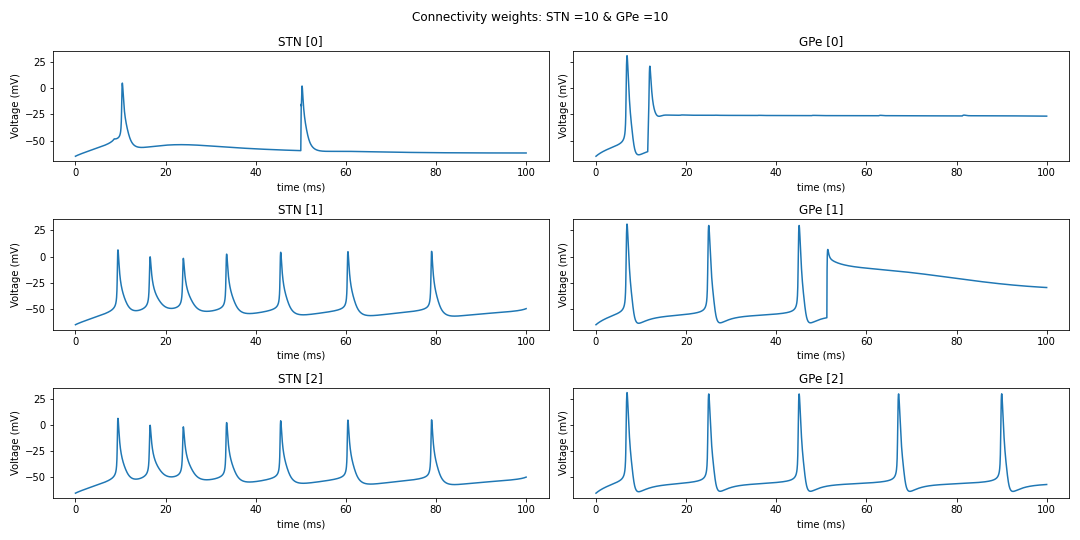 Connectivity weights: STN =10 & GPe =10
STN [0]
GPe [0]
Voltage (mV)
25
0
−25
−50
0
20
40
60
80
100
time (ms)
Voltage (mV)
0
20
40
60
80
100
time (ms)
STN [1]
GPe [1]
Voltage (mV)
25
0
−25
−50
0
20
40
60
80
100
time (ms)
Voltage (mV)
0
20
40
60
80
100
time (ms)
STN [2]
GPe [2]
Voltage (mV)
25
0
−25
−50
0
20
40
60
80
100
time (ms)
Voltage (mV)
0
20
40
60
80
100
time (ms)